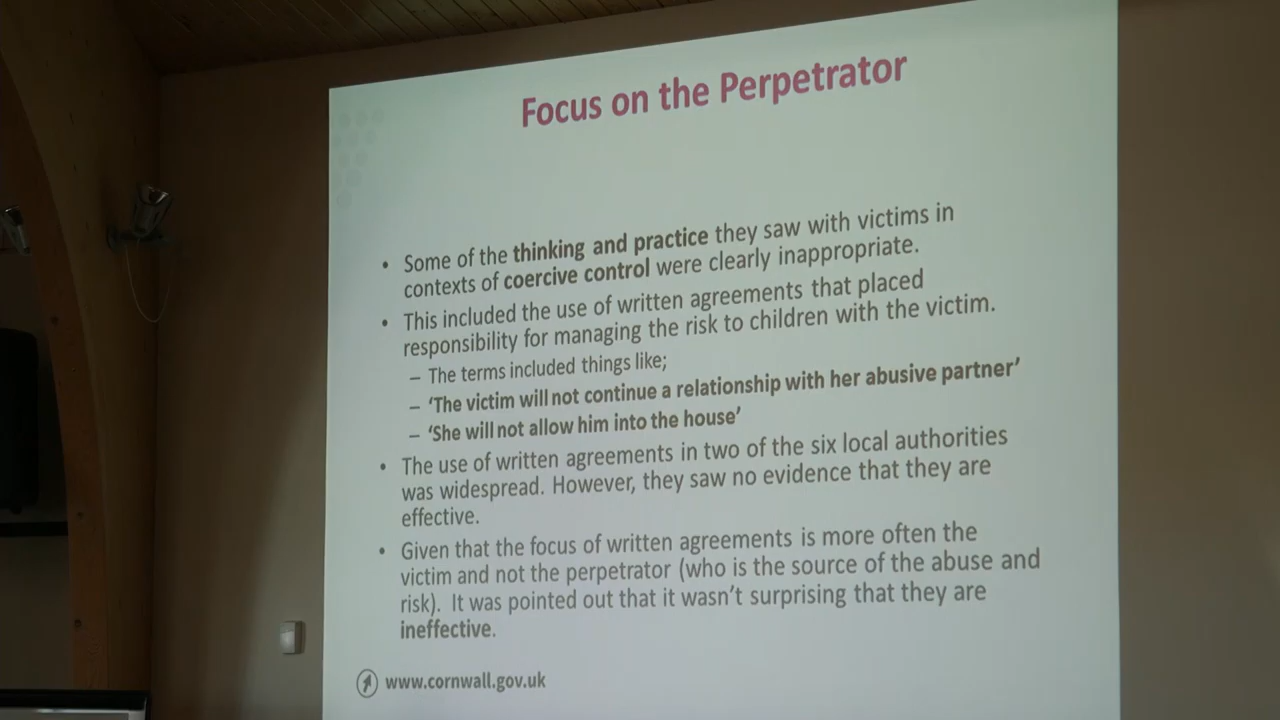 Focus on the Perpetrator
• Some of the thinking and practice they saw with victims in
contexts of coercive control were clearly inappropriate.
• This included the use of written agreements that placed
responsibility for managing the risk to children with the victim.
– The terms included things like;
– ‘The victim will not continue a relationship with her abusive partner’
– ‘She will not allow him into the house’
• The use of written agreements in two of the six local authorities
was widespread. However, they saw no evidence that they are
effective.
• Given that the focus of written agreements is more often the
victim and not the perpetrator (who is the source of the abuse and
risk). It was pointed out that it wasn’t surprising that they are
ineffective.
www.cornwall.gov.uk